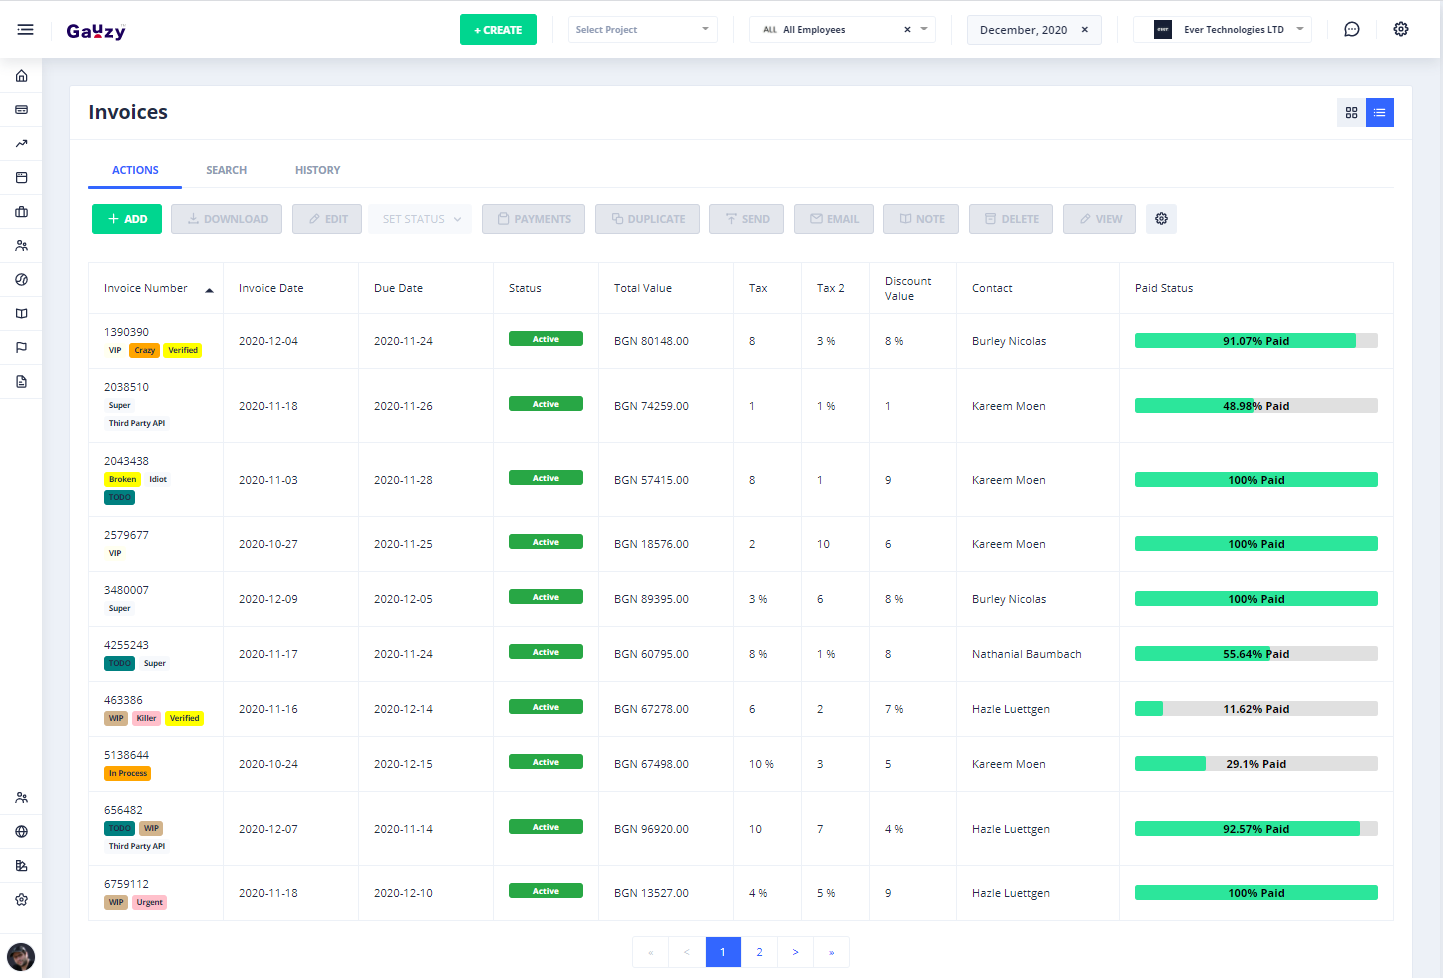 Gauzy
+ CREATE
Select Project
ALL All Employees ×
December, 2020 ×
ever Ever Technologies LTD
Invoices
ACTIONS SEARCH HISTORY
+ ADD DOWNLOAD EDIT SET STATUS PAYMENTS DUPLICATE SEND EMAIL NOTE DELETE VIEW
Invoice Number Invoice Date Due Date Status Total Value Tax Tax 2 Discount Value Contact Paid Status
1390390
VIP Crazy Verified
2020-12-04 2020-11-24 Active BGN 80148.00 8 3 % 8 % Burley Nicolas 91.07% Paid
2038510
Super
Third Party API
2020-11-18 2020-11-26 Active BGN 74259.00 1 1 % 1 Kareem Moen 48.98% Paid
2043438
Broken Idiot
TODO
2020-11-03 2020-11-28 Active BGN 57415.00 8 1 9 Kareem Moen 100% Paid
2579677
VIP
2020-10-27 2020-11-25 Active BGN 18576.00 2 10 6 Kareem Moen 100% Paid
3480007
Super
2020-12-09 2020-12-05 Active BGN 89395.00 3 % 6 8 % Burley Nicolas 100% Paid
4255243
TODO Super
2020-11-17 2020-11-24 Active BGN 60795.00 8 % 1 % 8 Nathanial Baumbach 55.64% Paid
463386
WIP Killer Verified
2020-11-16 2020-12-14 Active BGN 67278.00 6 2 7 % Hazle Luettgen 11.62% Paid
5138644
In Process
2020-10-24 2020-12-15 Active BGN 67498.00 10 % 3 5 Kareem Moen 29.1% Paid
656482
TODO WIP
Third Party API
2020-12-07 2020-11-14 Active BGN 96920.00 10 7 4 % Hazle Luettgen 92.57% Paid
6759112
WIP Urgent
2020-11-18 2020-12-10 Active BGN 13527.00 4 % 5 % 9 Hazle Luettgen 100% Paid
« < 1 2 > »